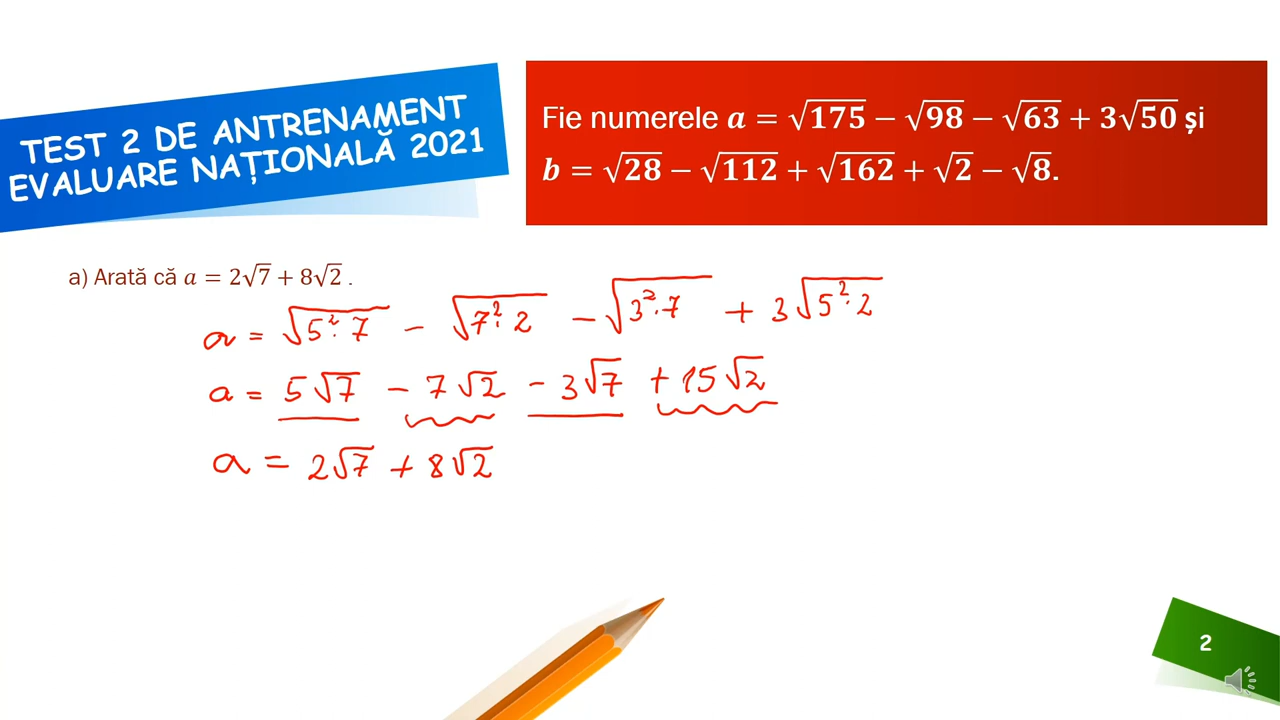 TEST 2 DE ANTRENAMENT
EVALUARE NAȚIONALĂ 2021
Fie numerele a = √175 − √98 − √63 + 3√50 și
b = √28 − √112 + √162 + √2 − √8.
a) Arată că a = 2√7 + 8√2 .
a = √5²·7 − √7²·2 − √3²·7 + 3√5²·2
a = 5√7 − 7√2 − 3√7 + 15√2
a = 2√7 + 8√2
2